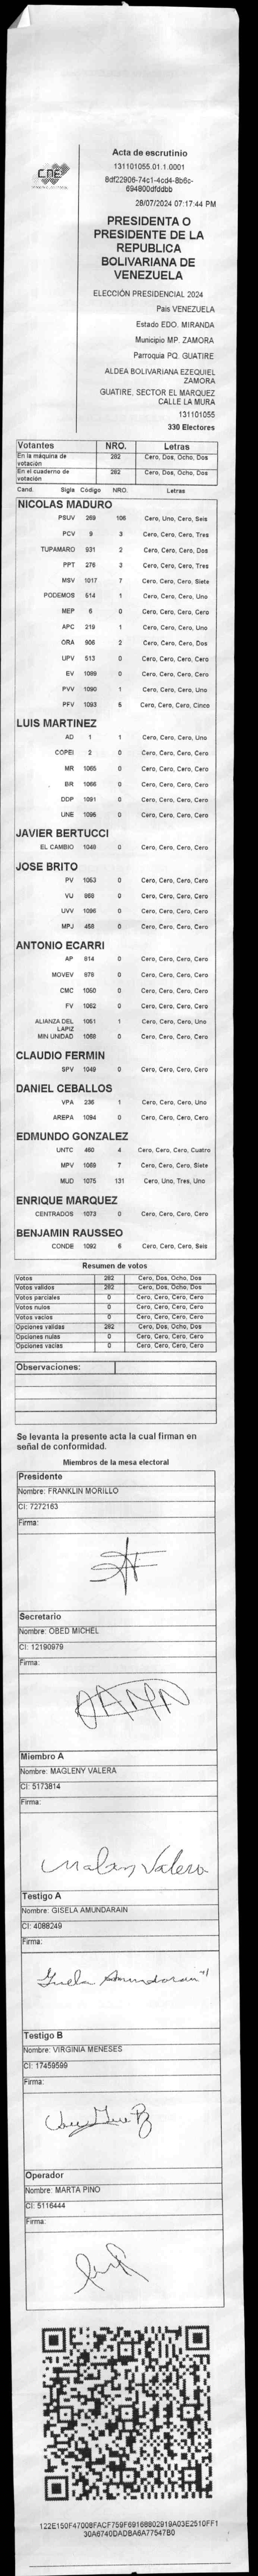 CNE
Acta de escrutinio
131101055.01.1.0001
8df22906-74c1-4cd4-8b6c-
694800dfddbb
28/07/2024 07:17:44 PM
PRESIDENTA O
PRESIDENTE DE LA
REPUBLICA
BOLIVARIANA DE
VENEZUELA
ELECCIÓN PRESIDENCIAL 2024
País VENEZUELA
Estado EDO. MIRANDA
Municipio MP. ZAMORA
Parroquia PQ. GUATIRE
ALDEA BOLIVARIANA EZEQUIEL
ZAMORA
GUATIRE. SECTOR EL MARQUEZ
CALLE LA MURA
131101055
330 Electores
Votantes NRO. Letras
En la máquina de votación 282 Cero, Dos, Ocho, Dos
En el cuaderno de votación 282 Cero, Dos, Ocho, Dos
Cand. Sigla Código NRO. Letras
NICOLAS MADURO
PSUV 269 106 Cero, Uno, Cero, Seis
PCV 9 3 Cero, Cero, Cero, Tres
TUPAMARO 931 2 Cero, Cero, Cero, Dos
PPT 276 3 Cero, Cero, Cero, Tres
MSV 1017 7 Cero, Cero, Cero, Siete
PODEMOS 514 1 Cero, Cero, Cero, Uno
MEP 6 0 Cero, Cero, Cero, Cero
APC 219 1 Cero, Cero, Cero, Uno
ORA 906 2 Cero, Cero, Cero, Dos
UPV 513 0 Cero, Cero, Cero, Cero
EV 1089 0 Cero, Cero, Cero, Cero
PVV 1090 1 Cero, Cero, Cero, Uno
PFV 1093 5 Cero, Cero, Cero, Cinco
LUIS MARTINEZ
AD 1 1 Cero, Cero, Cero, Uno
COPEI 2 0 Cero, Cero, Cero, Cero
MR 1065 0 Cero, Cero, Cero, Cero
BR 1066 0 Cero, Cero, Cero, Cero
DDP 1091 0 Cero, Cero, Cero, Cero
UNE 1095 0 Cero, Cero, Cero, Cero
JAVIER BERTUCCI
EL CAMBIO 1048 0 Cero, Cero, Cero, Cero
JOSE BRITO
PV 1053 0 Cero, Cero, Cero, Cero
VU 868 0 Cero, Cero, Cero, Cero
UVV 1096 0 Cero, Cero, Cero, Cero
MPJ 458 0 Cero, Cero, Cero, Cero
ANTONIO ECARRI
AP 814 0 Cero, Cero, Cero, Cero
MOVEV 878 0 Cero, Cero, Cero, Cero
CMC 1050 0 Cero, Cero, Cero, Cero
FV 1062 0 Cero, Cero, Cero, Cero
ALIANZA DEL LAPIZ 1051 1 Cero, Cero, Cero, Uno
MIN UNIDAD 1068 0 Cero, Cero, Cero, Cero
CLAUDIO FERMIN
SPV 1049 0 Cero, Cero, Cero, Cero
DANIEL CEBALLOS
VPA 236 1 Cero, Cero, Cero, Uno
AREPA 1094 0 Cero, Cero, Cero, Cero
EDMUNDO GONZALEZ
UNTC 460 4 Cero, Cero, Cero, Cuatro
MPV 1069 7 Cero, Cero, Cero, Siete
MUD 1075 131 Cero, Uno, Tres, Uno
ENRIQUE MARQUEZ
CENTRADOS 1073 0 Cero, Cero, Cero, Cero
BENJAMIN RAUSSEO
CONDE 1092 6 Cero, Cero, Cero, Seis
Resumen de votos
Votos 282 Cero, Dos, Ocho, Dos
Votos validos 282 Cero, Dos, Ocho, Dos
Votos parciales 0 Cero, Cero, Cero, Cero
Votos nulos 0 Cero, Cero, Cero, Cero
Votos vacios 0 Cero, Cero, Cero, Cero
Opciones validas 282 Cero, Dos, Ocho, Dos
Opciones nulas 0 Cero, Cero, Cero, Cero
Opciones vacias 0 Cero, Cero, Cero, Cero
Observaciones:
Se levanta la presente acta la cual firman en
señal de conformidad.
Miembros de la mesa electoral
Presidente
Nombre: FRANKLIN MORILLO
CI: 7272163
Firma:
Secretario
Nombre: OBED MICHEL
CI: 12190979
Firma:
Miembro A
Nombre: MAGLENY VALERA
CI: 5173814
Firma:
Valera
Testigo A
Nombre: GISELA AMUNDARAIN
CI: 4088249
Firma:
Gisela Amundarain
Testigo B
Nombre: VIRGINIA MENESES
CI: 17459599
Firma:
Operador
Nombre: MARTA PINO
CI: 5116444
Firma:
122E150F47008FACF759F69168802919A03E2510FF1
30A6740DADBA6A77547B0